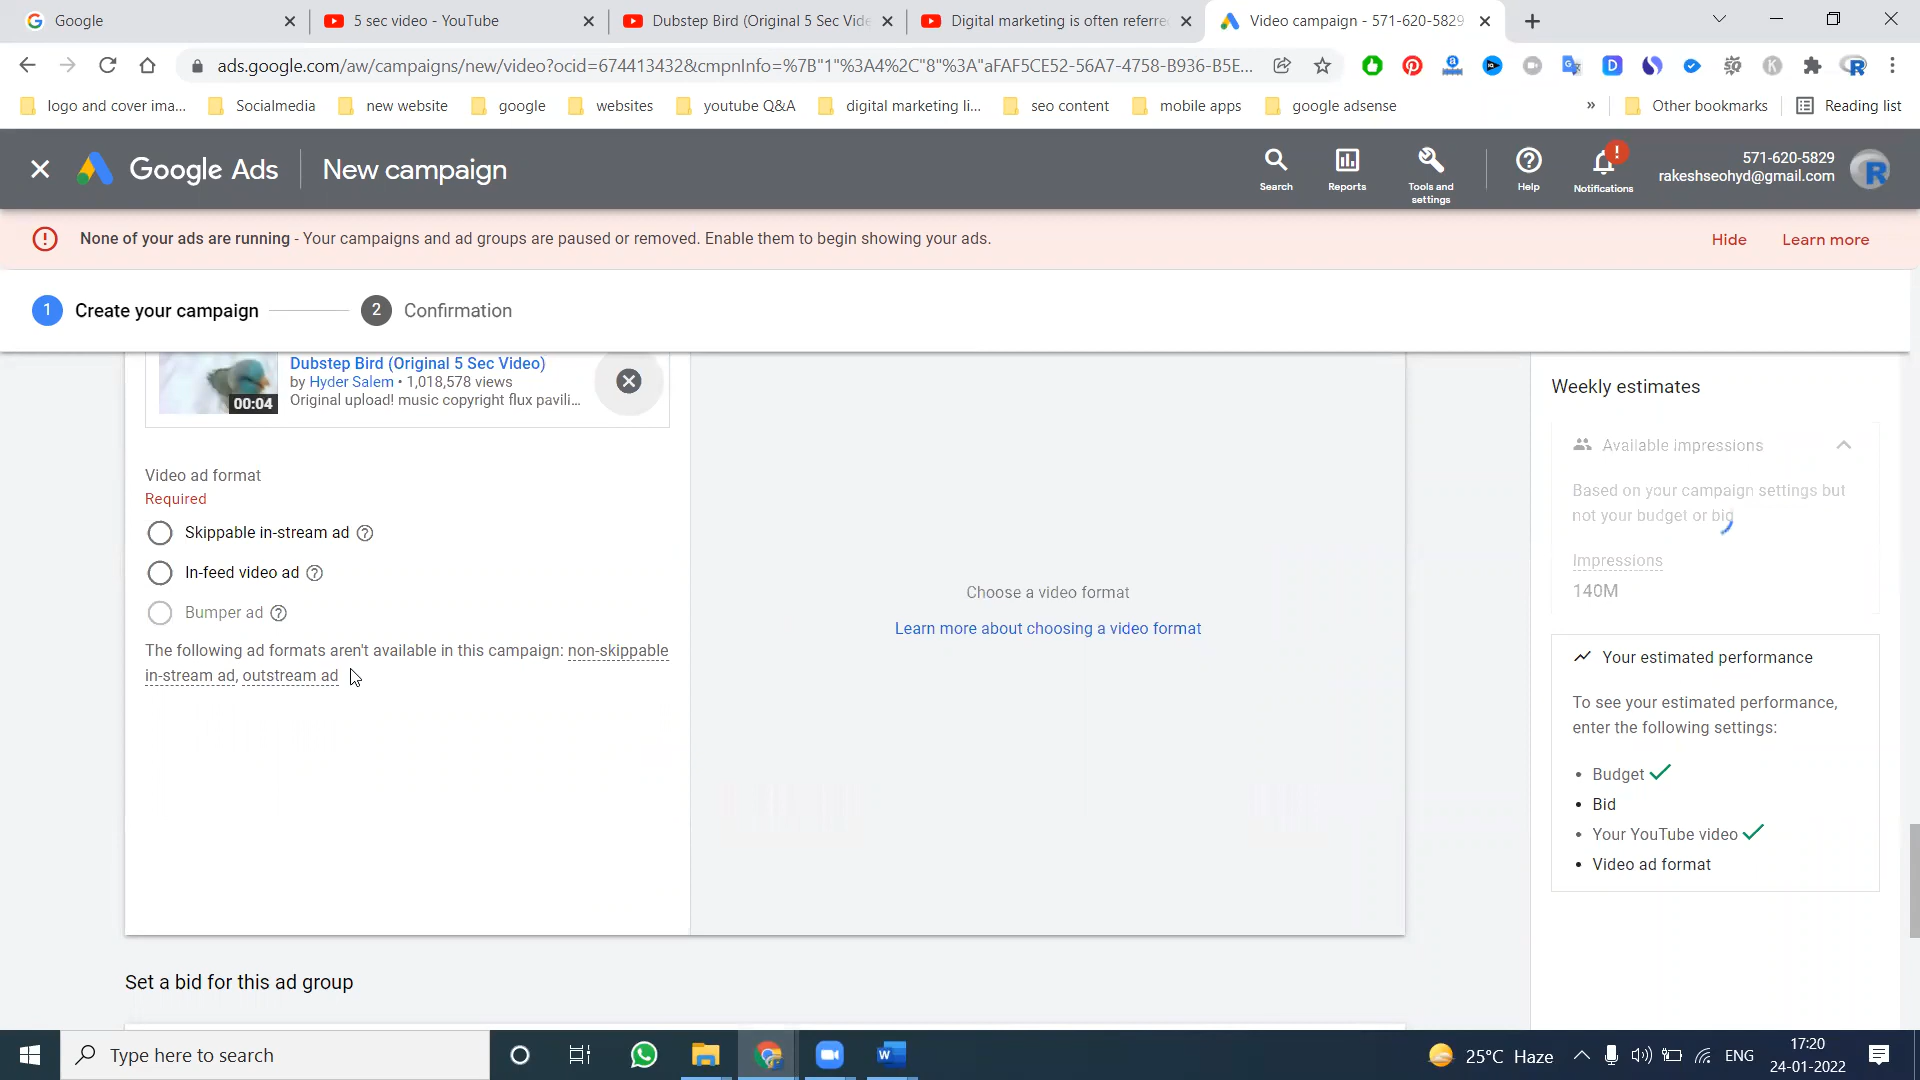 Google
5 sec video - YouTube
Dubstep Bird (Original 5 Sec Vide
Digital marketing is often referre
Video campaign - 571-620-5829
ads.google.com/aw/campaigns/new/video?ocid=674413432&cmpnInfo=%7B"1"%3A4%2C"8"%3A"aFAF5CE52-56A7-4758-B936-B5E...
logo and cover ima...
Socialmedia
new website
google
websites
youtube Q&A
digital marketing li...
seo content
mobile apps
google adsense
»
Other bookmarks
Reading list
Google Ads
New campaign
Search
Reports
Tools and settings
Help
Notifications
571-620-5829
rakeshseohyd@gmail.com
None of your ads are running - Your campaigns and ad groups are paused or removed. Enable them to begin showing your ads.
Hide
Learn more
1 Create your campaign
2 Confirmation
Dubstep Bird (Original 5 Sec Video)
by Hyder Salem • 1,018,578 views
Original upload! music copyright flux pavili...
00:04
Video ad format
Required
Skippable in-stream ad
In-feed video ad
Bumper ad
The following ad formats aren't available in this campaign: non-skippable
in-stream ad, outstream ad
Choose a video format
Learn more about choosing a video format
Set a bid for this ad group
Weekly estimates
Available impressions
Based on your campaign settings but
not your budget or bid
Impressions
140M
Your estimated performance
To see your estimated performance,
enter the following settings:
• Budget
• Bid
• Your YouTube video
• Video ad format
Type here to search
25°C Haze
ENG
17:20
24-01-2022